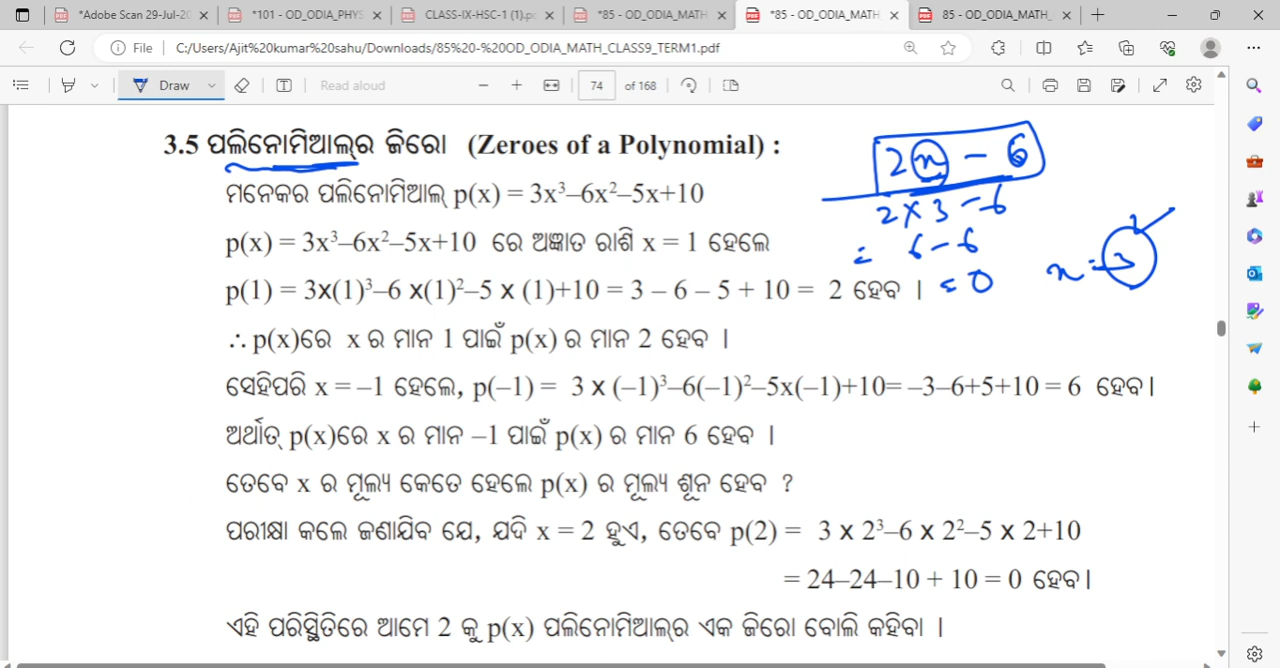 *Adobe Scan 29-Jul-20
*101 - OD_ODIA_PHYS
CLASS-IX-HSC-1 (1).p
*85 - OD_ODIA_MATH
*85 - OD_ODIA_MATH_
85 - OD_ODIA_MATH_
File
C:/Users/Ajit%20kumar%20sahu/Downloads/85%20-%20OD_ODIA_MATH_CLASS9_TERM1.pdf
Draw
Read aloud
74
of 168
3.5 ପଲିନୋମିଆଲ୍‌ର ଜିରୋ (Zeroes of a Polynomial) :
2x – 6
ମନେକର ପଲିନୋମିଆଲ୍ p(x) = 3x³–6x²–5x+10
2 × 3 – 6
p(x) = 3x³–6x²–5x+10 ରେ ଅଜ୍ଞାତ ରାଶି x = 1 ହେଲେ
= 6 – 6
x = 3
p(1) = 3×(1)³–6 ×(1)²–5 × (1)+10 = 3 – 6 – 5 + 10 = 2 ହେବ |
= 0
∴ p(x)ରେ x ର ମାନ 1 ପାଇଁ p(x) ର ମାନ 2 ହେବ |
ସେହିପରି x = –1 ହେଲେ, p(–1) = 3 × (–1)³–6(–1)²–5x(–1)+10= –3–6+5+10 = 6 ହେବ|
ଅର୍ଥାତ୍ p(x)ରେ x ର ମାନ –1 ପାଇଁ p(x) ର ମାନ 6 ହେବ |
ତେବେ x ର ମୂଲ୍ୟ କେତେ ହେଲେ p(x) ର ମୂଲ୍ୟ ଶୂନ ହେବ ?
ପରୀକ୍ଷା କଲେ ଜଣାଯିବ ଯେ, ଯଦି x = 2 ହୁଏ, ତେବେ p(2) = 3 × 2³–6 × 2²–5 × 2+10
= 24–24–10 + 10 = 0 ହେବ|
ଏହି ପରିସ୍ଥିତିରେ ଆମେ 2 କୁ p(x) ପଲିନୋମିଆଲ୍‌ର ଏକ ଜିରୋ ବୋଲି କହିବା |